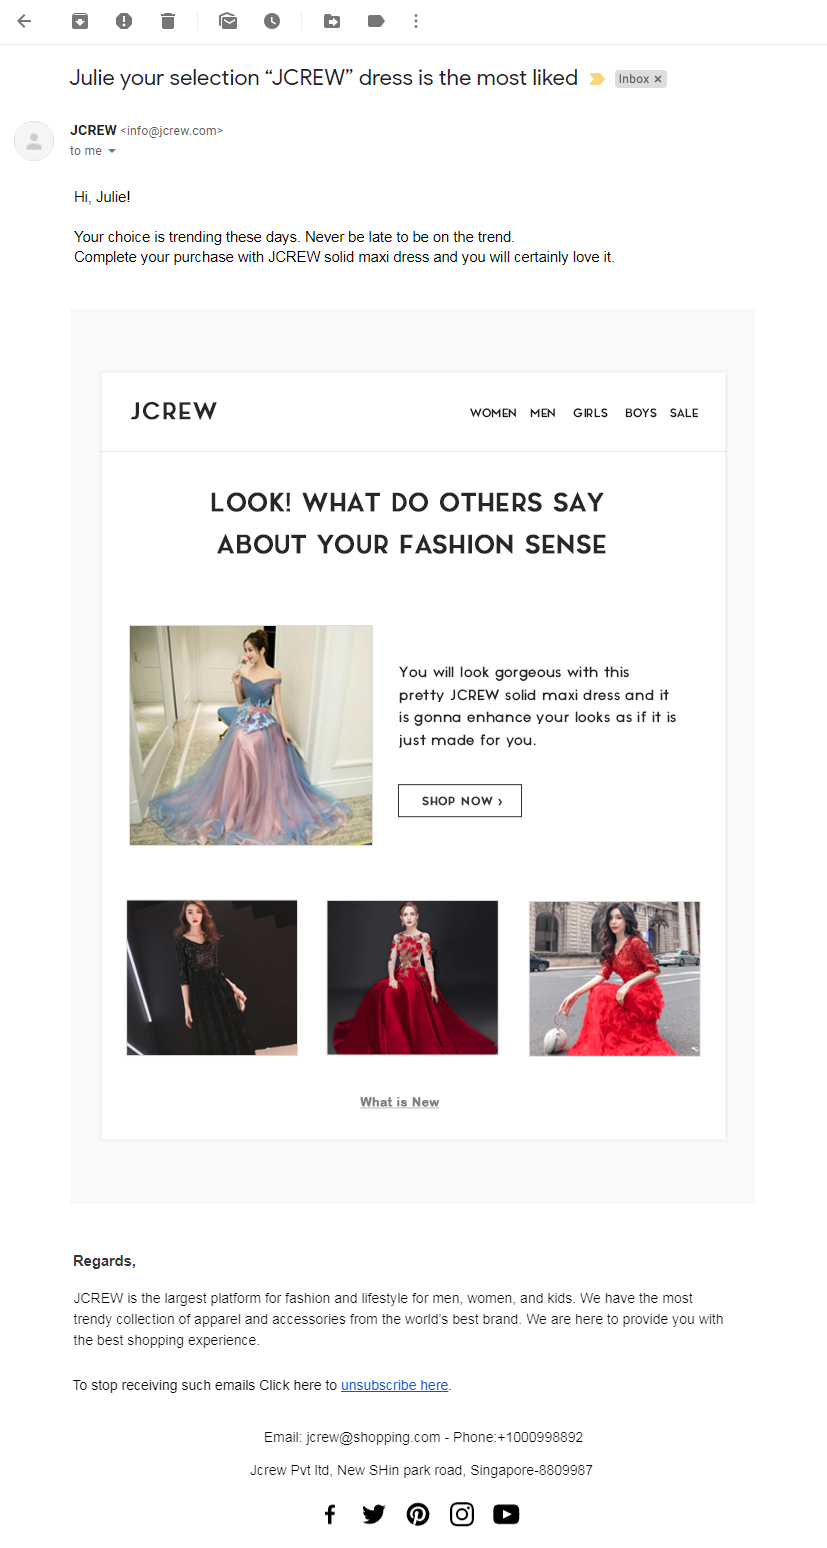 Julie your selection “JCREW” dress is the most liked
Inbox ×
JCREW <info@jcrew.com>
to me
Hi, Julie!
Your choice is trending these days. Never be late to be on the trend.
Complete your purchase with JCREW solid maxi dress and you will certainly love it.
JCREW
WOMEN MEN GIRLS BOYS SALE
LOOK! WHAT DO OTHERS SAY
ABOUT YOUR FASHION SENSE
You will look gorgeous with this
pretty JCREW solid maxi dress and it
is gonna enhance your looks as if it is
just made for you.
SHOP NOW ›
What is New
Regards,
JCREW is the largest platform for fashion and lifestyle for men, women, and kids. We have the most
trendy collection of apparel and accessories from the world’s best brand. We are here to provide you with
the best shopping experience.
To stop receiving such emails Click here to unsubscribe here.
Email: jcrew@shopping.com - Phone:+1000998892
Jcrew Pvt ltd, New SHin park road, Singapore-8809987